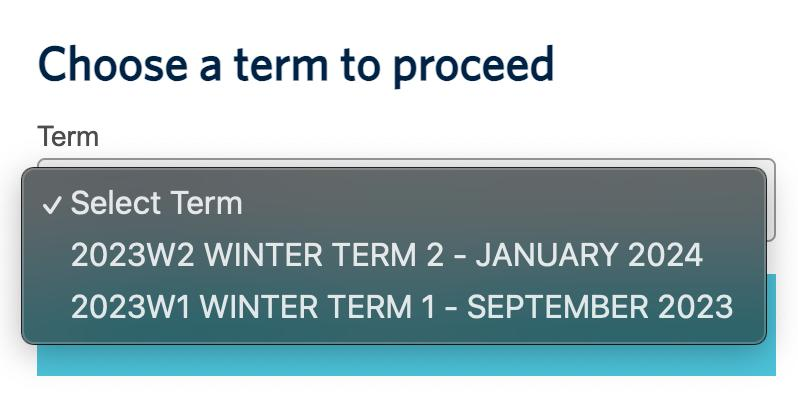 Choose a term to proceed
Term
✓ Select Term
2023W2 WINTER TERM 2 - JANUARY 2024
2023W1 WINTER TERM 1 - SEPTEMBER 2023